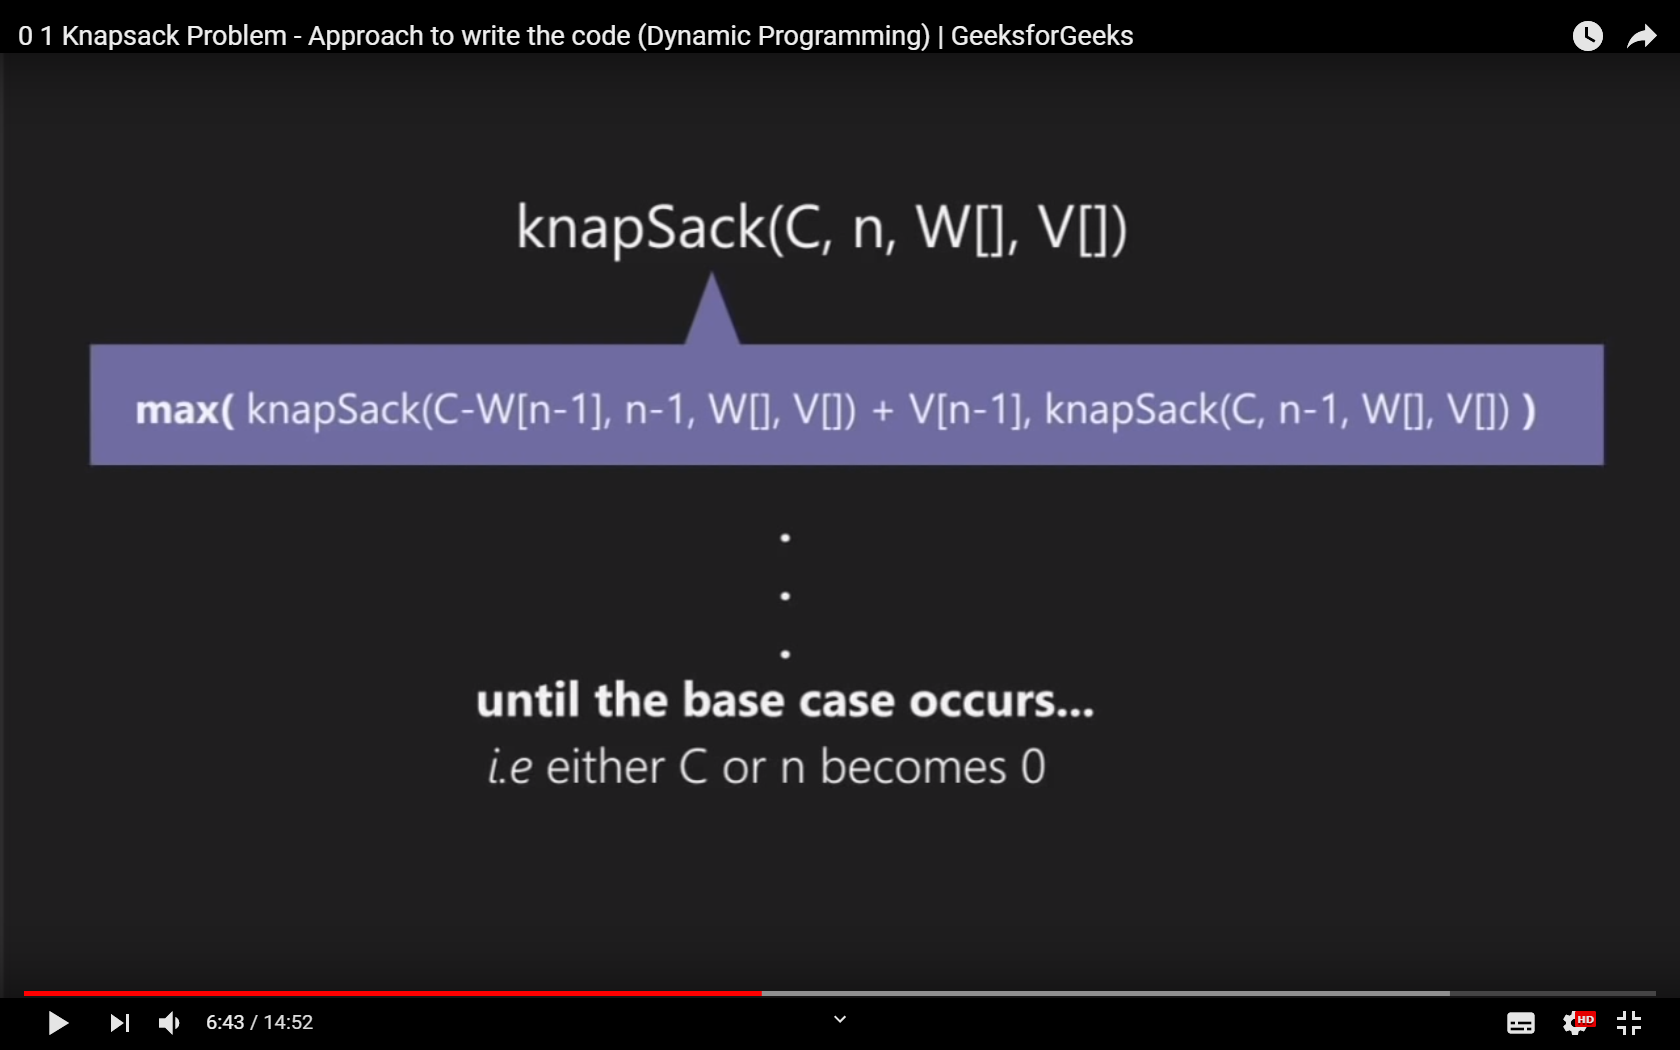 0 1 Knapsack Problem - Approach to write the code (Dynamic Programming) | GeeksforGeeks
knapSack(C, n, W[], V[])
max( knapSack(C-W[n-1], n-1, W[], V[]) + V[n-1], knapSack(C, n-1, W[], V[]) )
.
.
.
until the base case occurs...
i.e either C or n becomes 0
6:43 / 14:52
HD